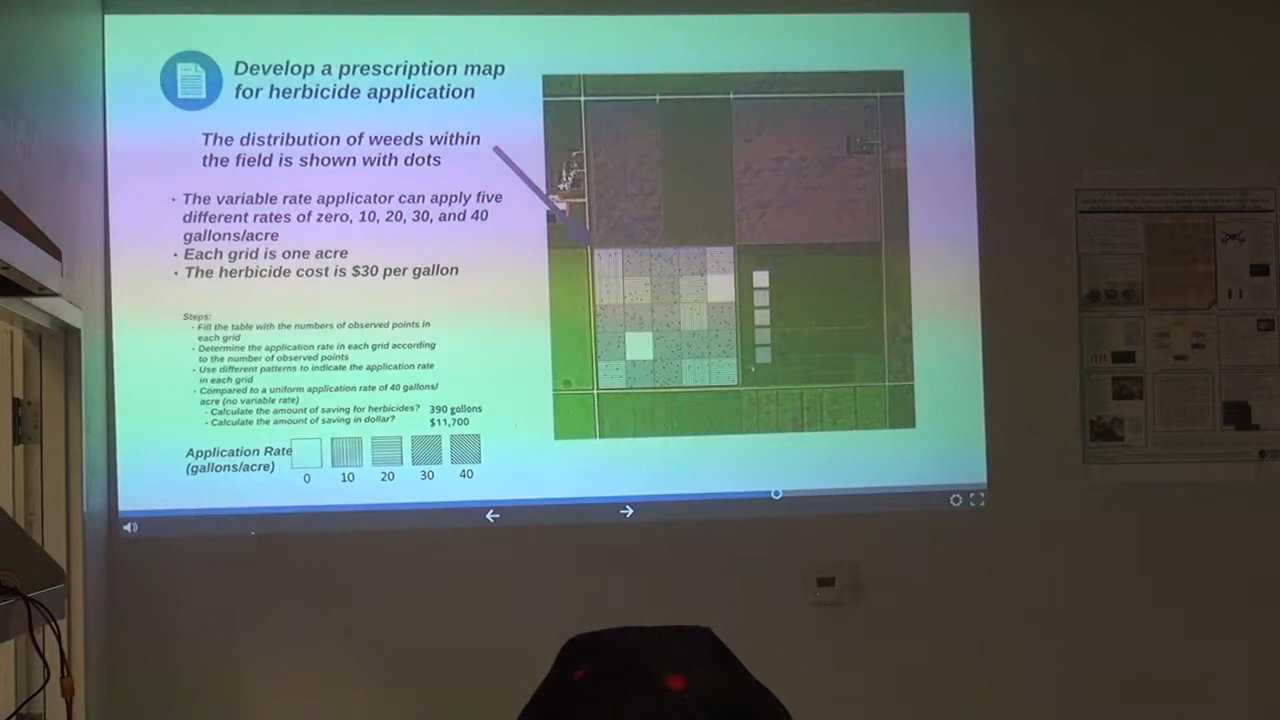 Develop a prescription map
for herbicide application
The distribution of weeds within
the field is shown with dots
· The variable rate applicator can apply five
different rates of zero, 10, 20, 30, and 40
gallons/acre
· Each grid is one acre
· The herbicide cost is $30 per gallon
Steps:
· Fill the table with the numbers of observed points in
each grid
· Determine the application rate in each grid according
to the number of observed points
· Use different patterns to indicate the application rate
in each grid
· Compared to a uniform application rate of 40 gallons/
acre (no variable rate)
- Calculate the amount of saving for herbicides? 390 gallons
- Calculate the amount of saving in dollar? $11,700
Application Rate
(gallons/acre)
0 10 20 30 40